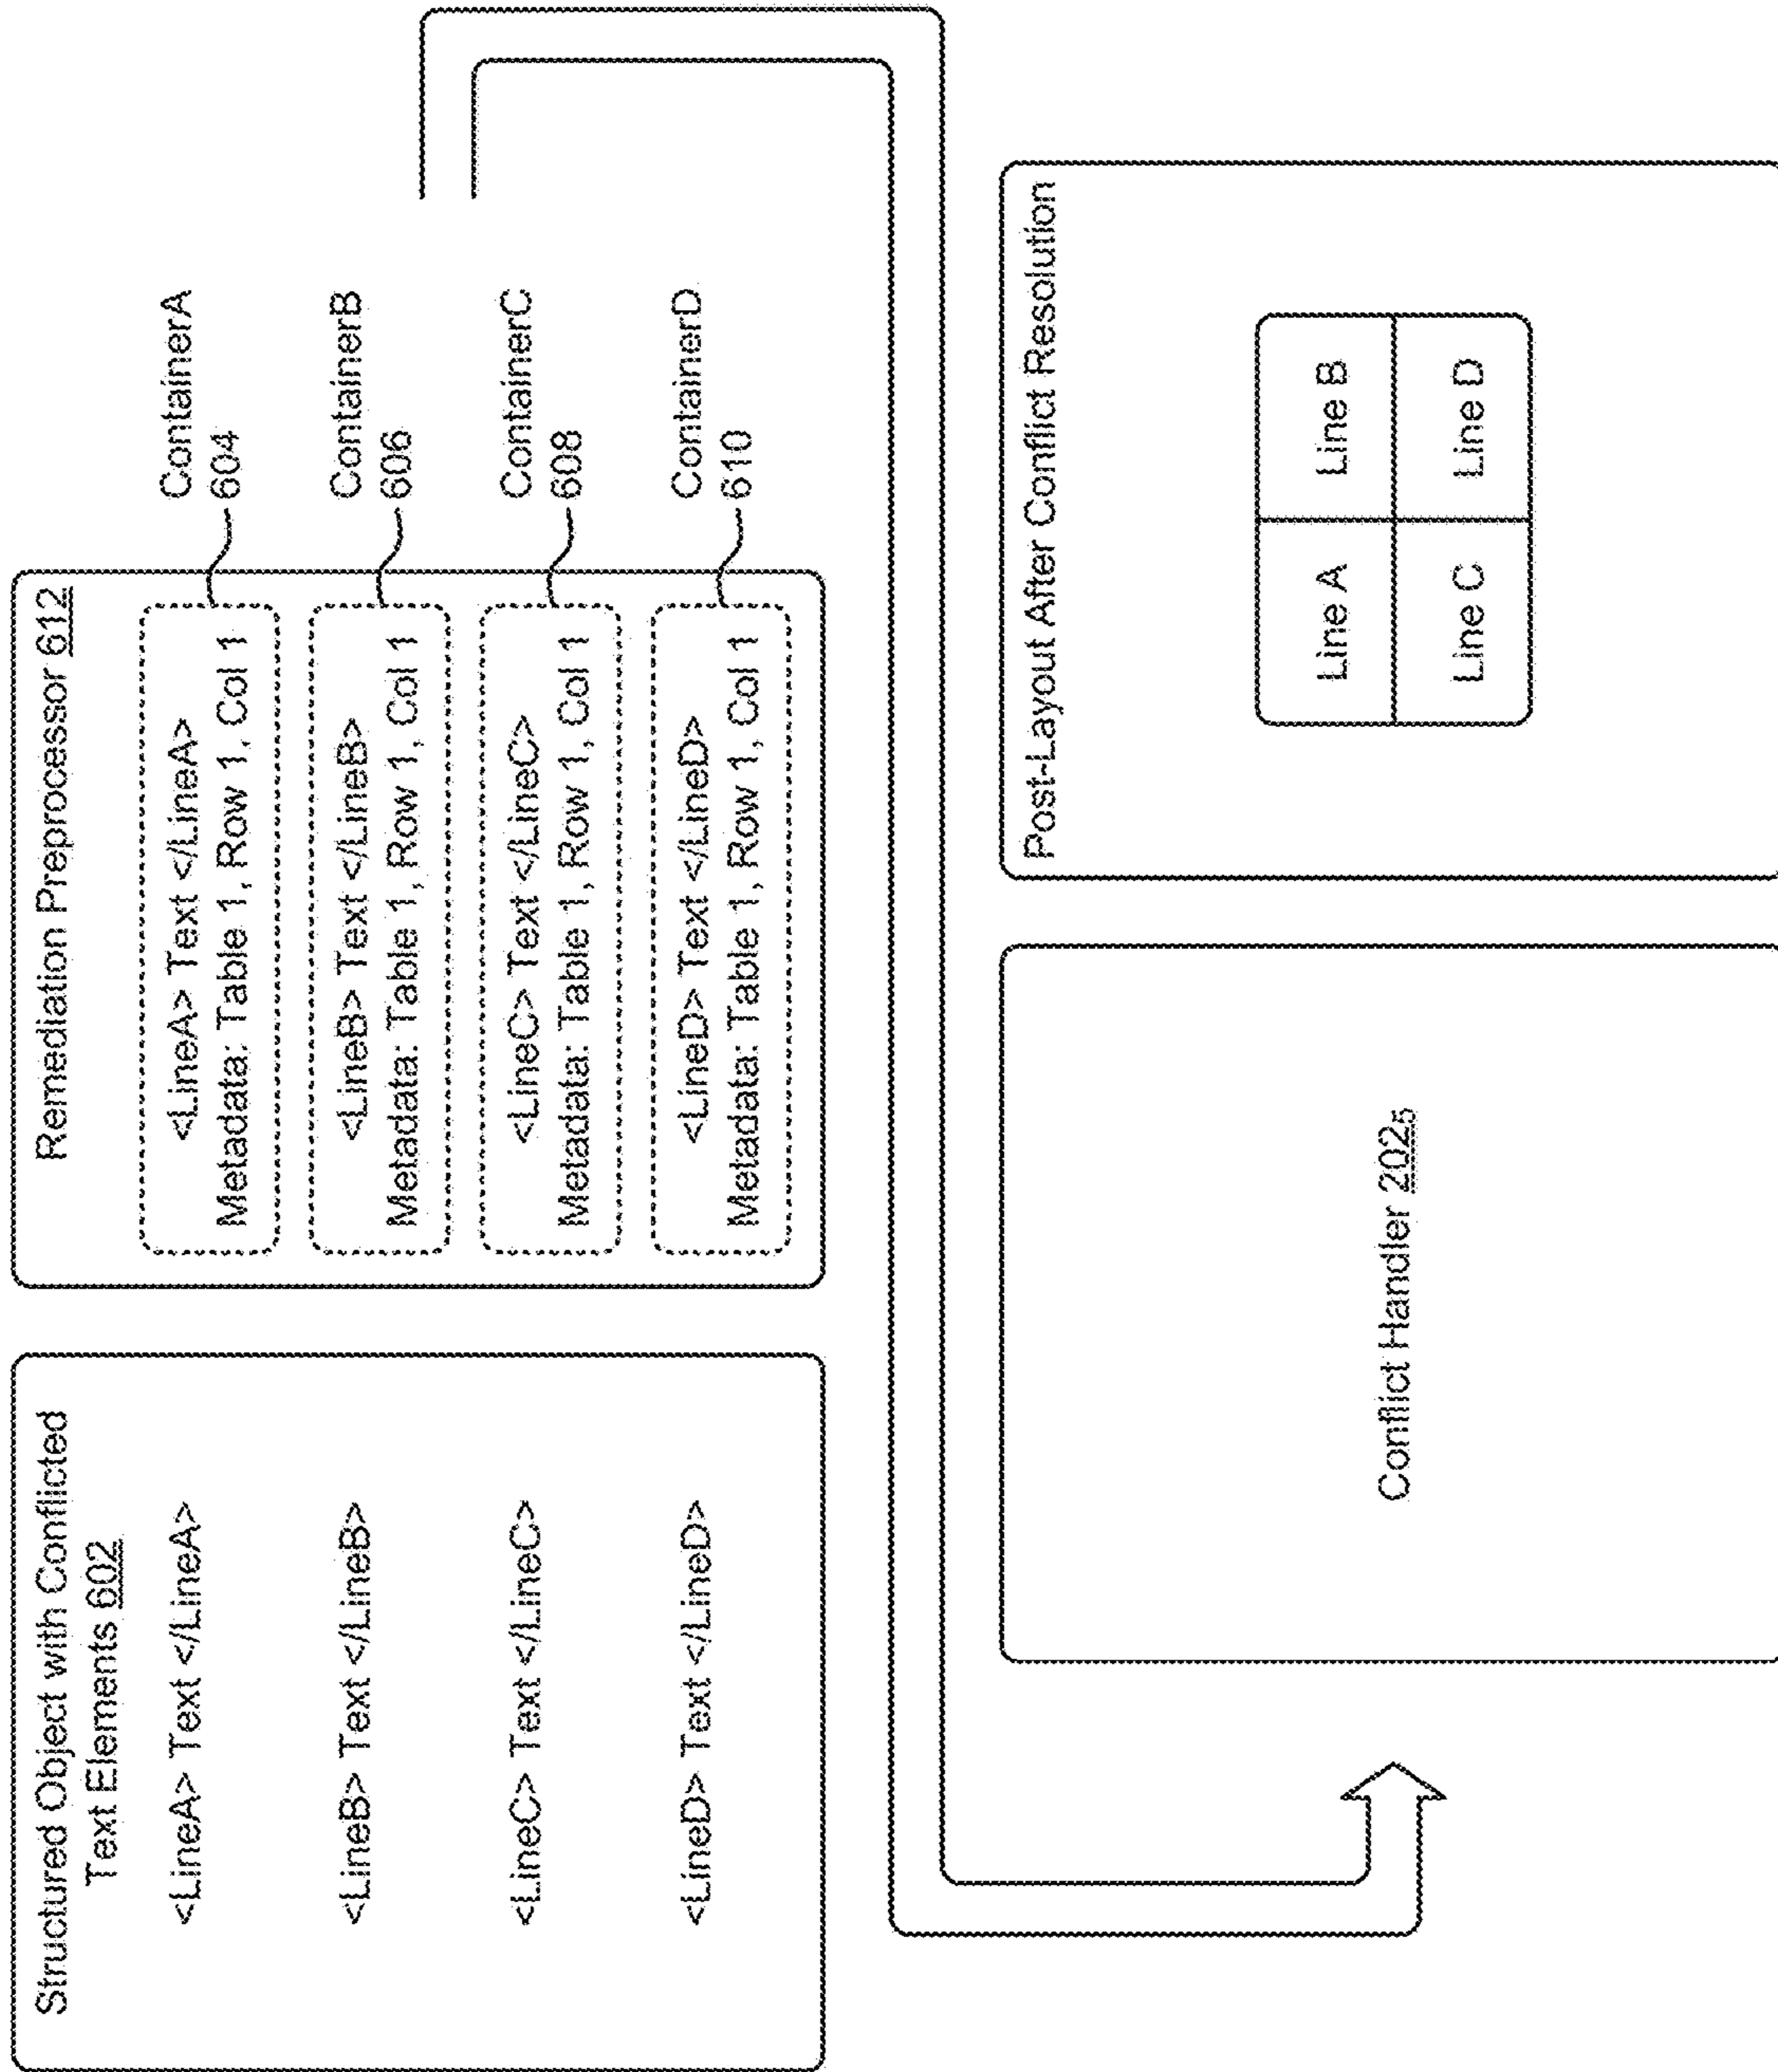 Structured Object with Conflicted
Text Elements 602
<LineA> Text </LineA>
<LineB> Text </LineB>
<LineC> Text </LineC>
<LineD> Text </LineD>
Remediation Preprocessor 612
<LineA> Text </LineA>
Metadata: Table 1, Row 1, Col 1
<LineB> Text </LineB>
Metadata: Table 1, Row 1, Col 1
<LineC> Text </LineC>
Metadata: Table 1, Row 1, Col 1
<LineD> Text </LineD>
Metadata: Table 1, Row 1, Col 1
ContainerA
604
ContainerB
606
ContainerC
608
ContainerD
610
Conflict Handler 202₅
Post-Layout After Conflict Resolution
Line A Line B
Line C Line D